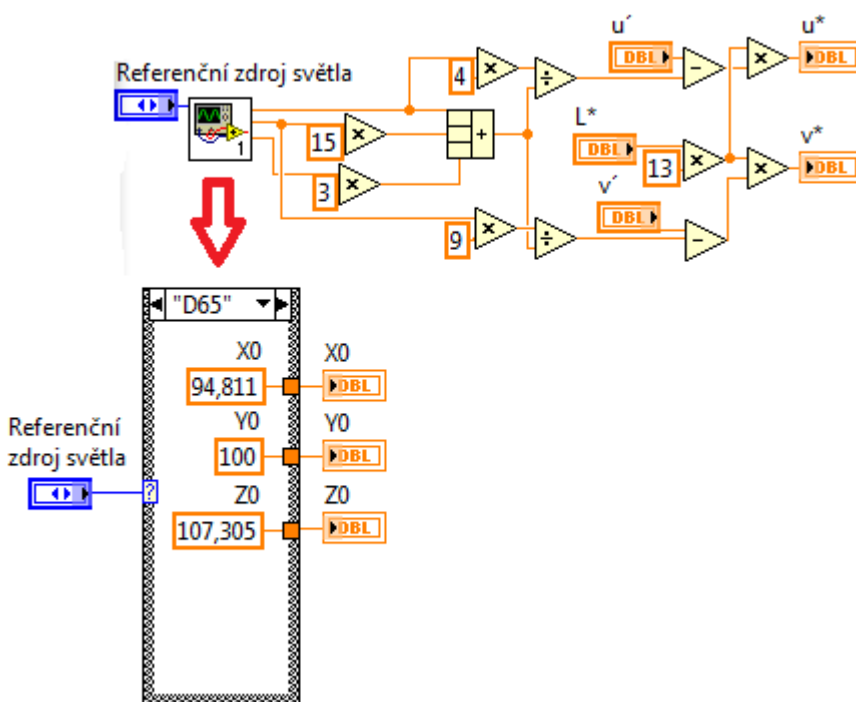 u´
u*
DBL
DBL
4
Referenční zdroj světla
L*
v*
1
15
DBL
DBL
13
3
v´
DBL
9
"D65"
X0
X0
94,811
DBL
Y0
Y0
Referenční
zdroj světla
100
DBL
?
Z0
Z0
107,305
DBL